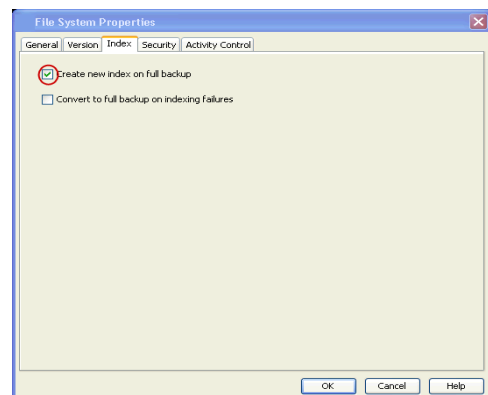 File System Properties
General Version Index Security Activity Control
Create new index on full backup
Convert to full backup on indexing failures
OK Cancel Help